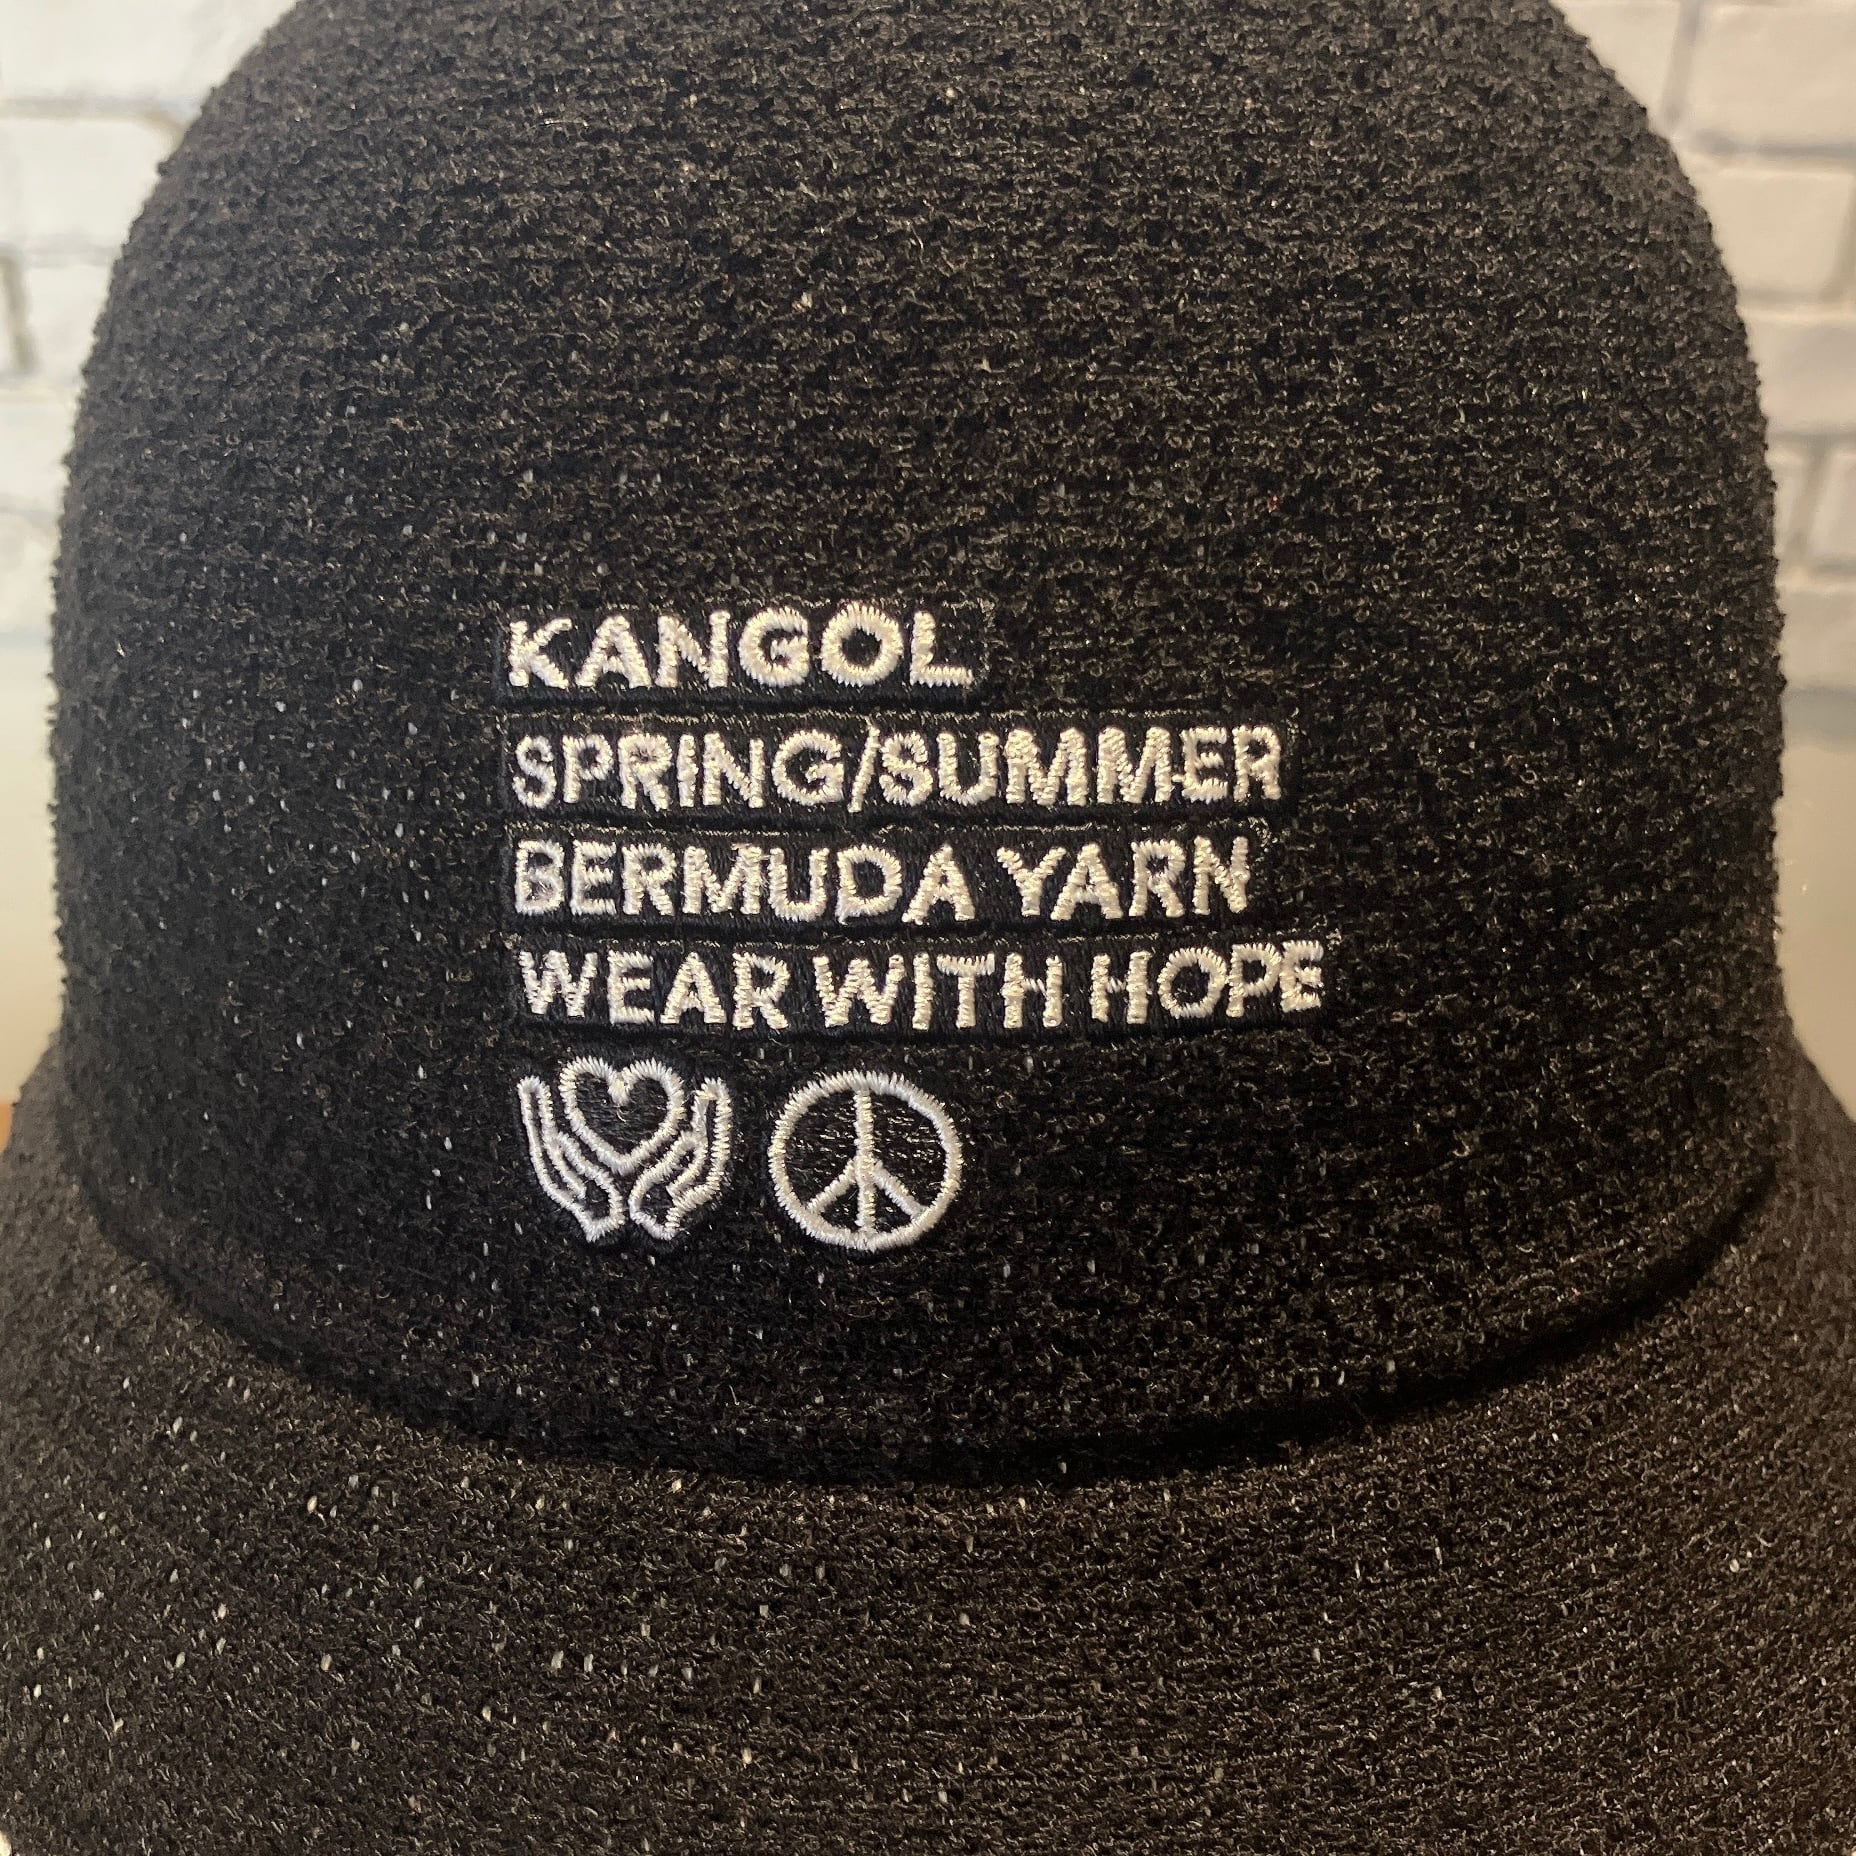 KANGOL
SPRING/SUMMER
BERMUDA YARN
WEAR WITH HOPE